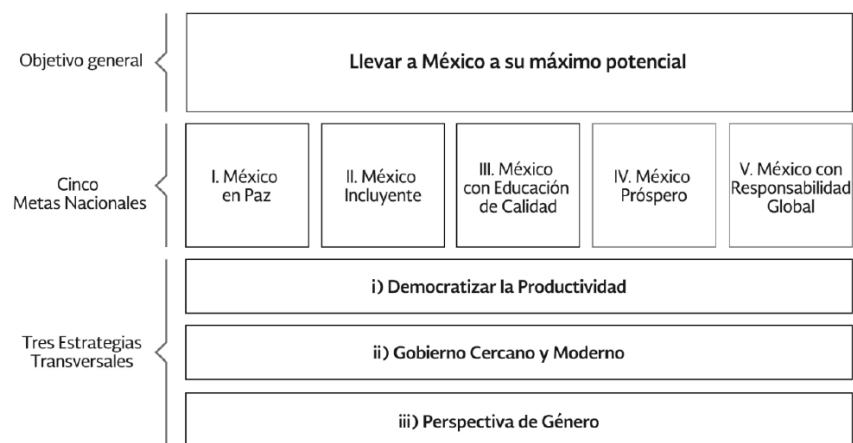 Objetivo general
Llevar a México a su máximo potencial
Cinco
Metas Nacionales
I. México
en Paz
II. México
Incluyente
III. México
con Educación
de Calidad
IV. México
Próspero
V. México con
Responsabilidad
Global
Tres Estrategias
Transversales
i) Democratizar la Productividad
ii) Gobierno Cercano y Moderno
iii) Perspectiva de Género